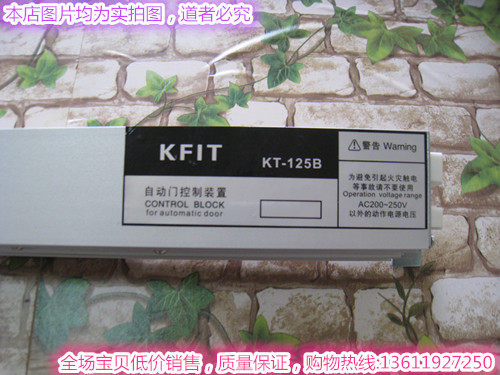 本店图片均为实拍图，道者必究
KFIT
KT-125B
自动门控制装置
CONTROL BLOCK
for automatic door
警告 Warning
为避免引起火灾触电
等事故请不要使用
Operation voltage range
AC200~250V
以外的动作电源电压
全场宝贝低价销售，质量保证，购物热线:13611927250